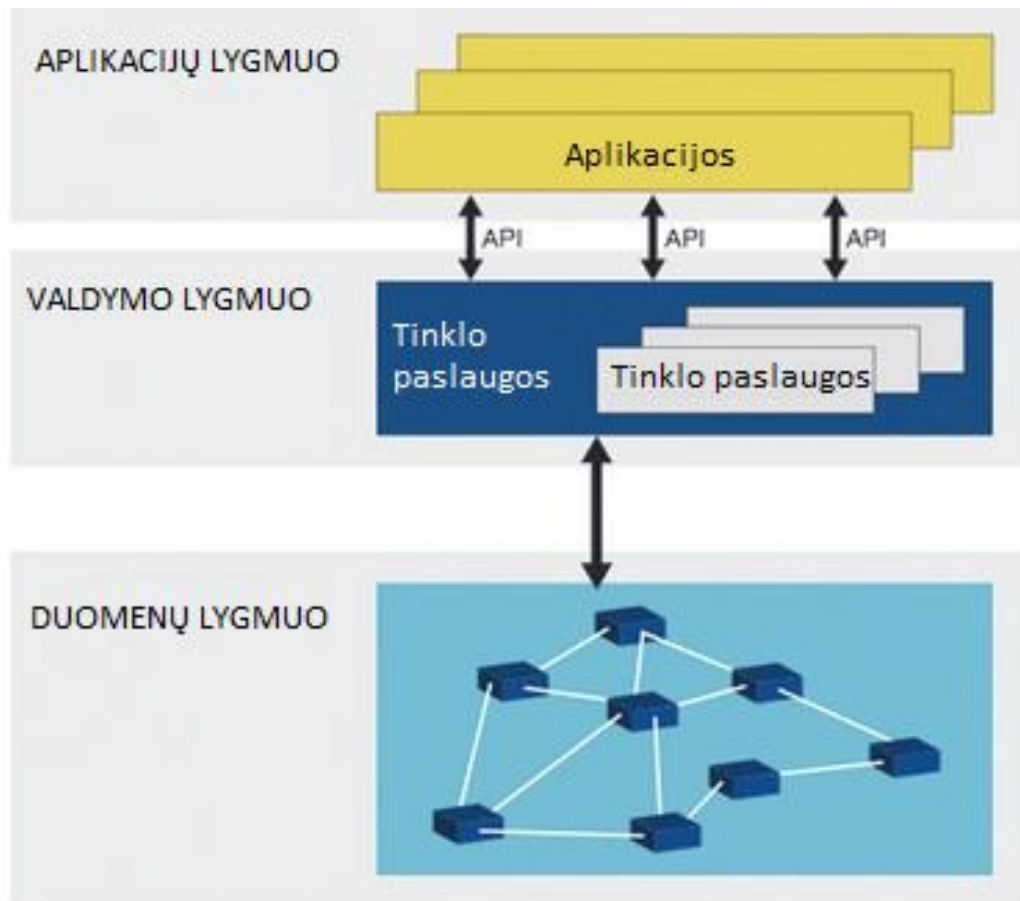 APLIKACIJŲ LYGMUO
Aplikacijos
API
API
API
VALDYMO LYGMUO
Tinklo
paslaugos
Tinklo paslaugos
DUOMENŲ LYGMUO